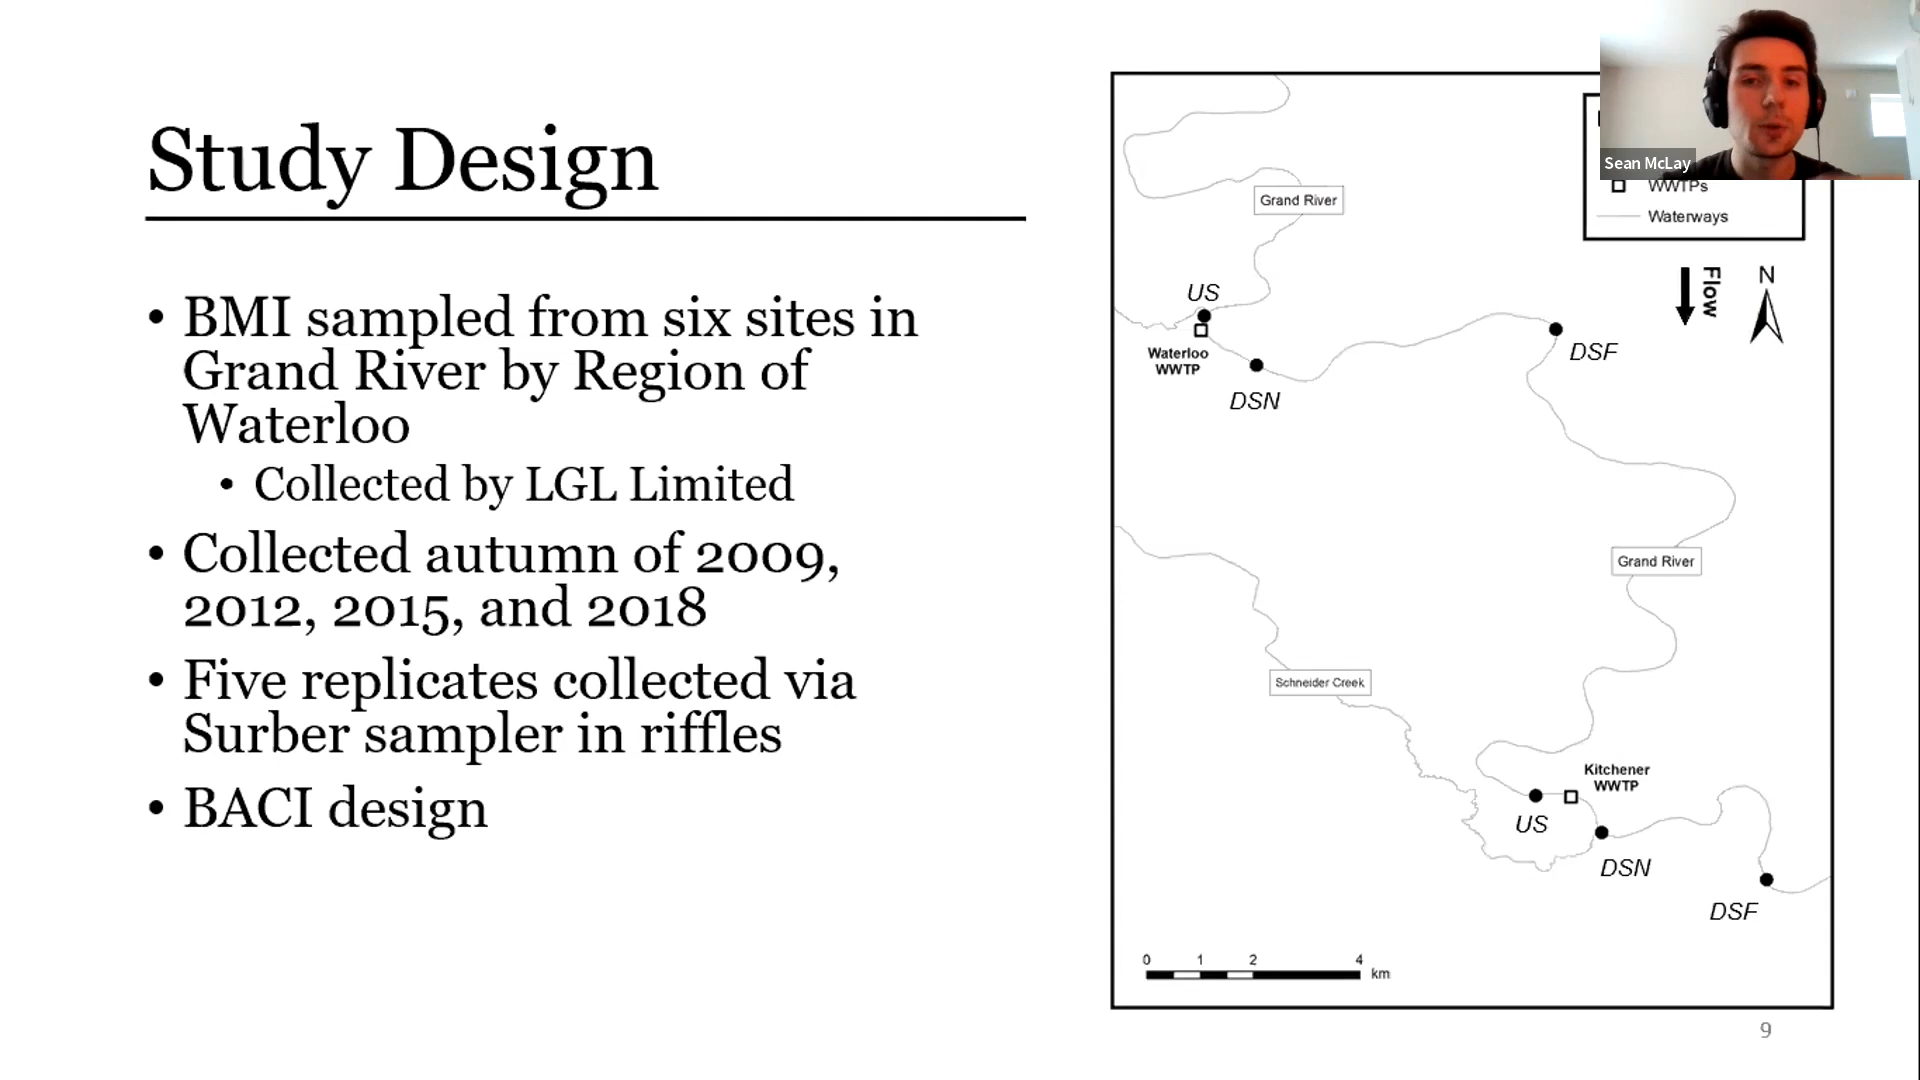 Study Design
• BMI sampled from six sites in
Grand River by Region of
Waterloo
• Collected by LGL Limited
• Collected autumn of 2009,
2012, 2015, and 2018
• Five replicates collected via
Surber sampler in riffles
• BACI design
Sean McLay
WWTPs
Waterways
Flow
N
Grand River
US
Waterloo
WWTP
DSN
DSF
Grand River
Schneider Creek
Kitchener
WWTP
US
DSN
DSF
0 1 2 4
km
9